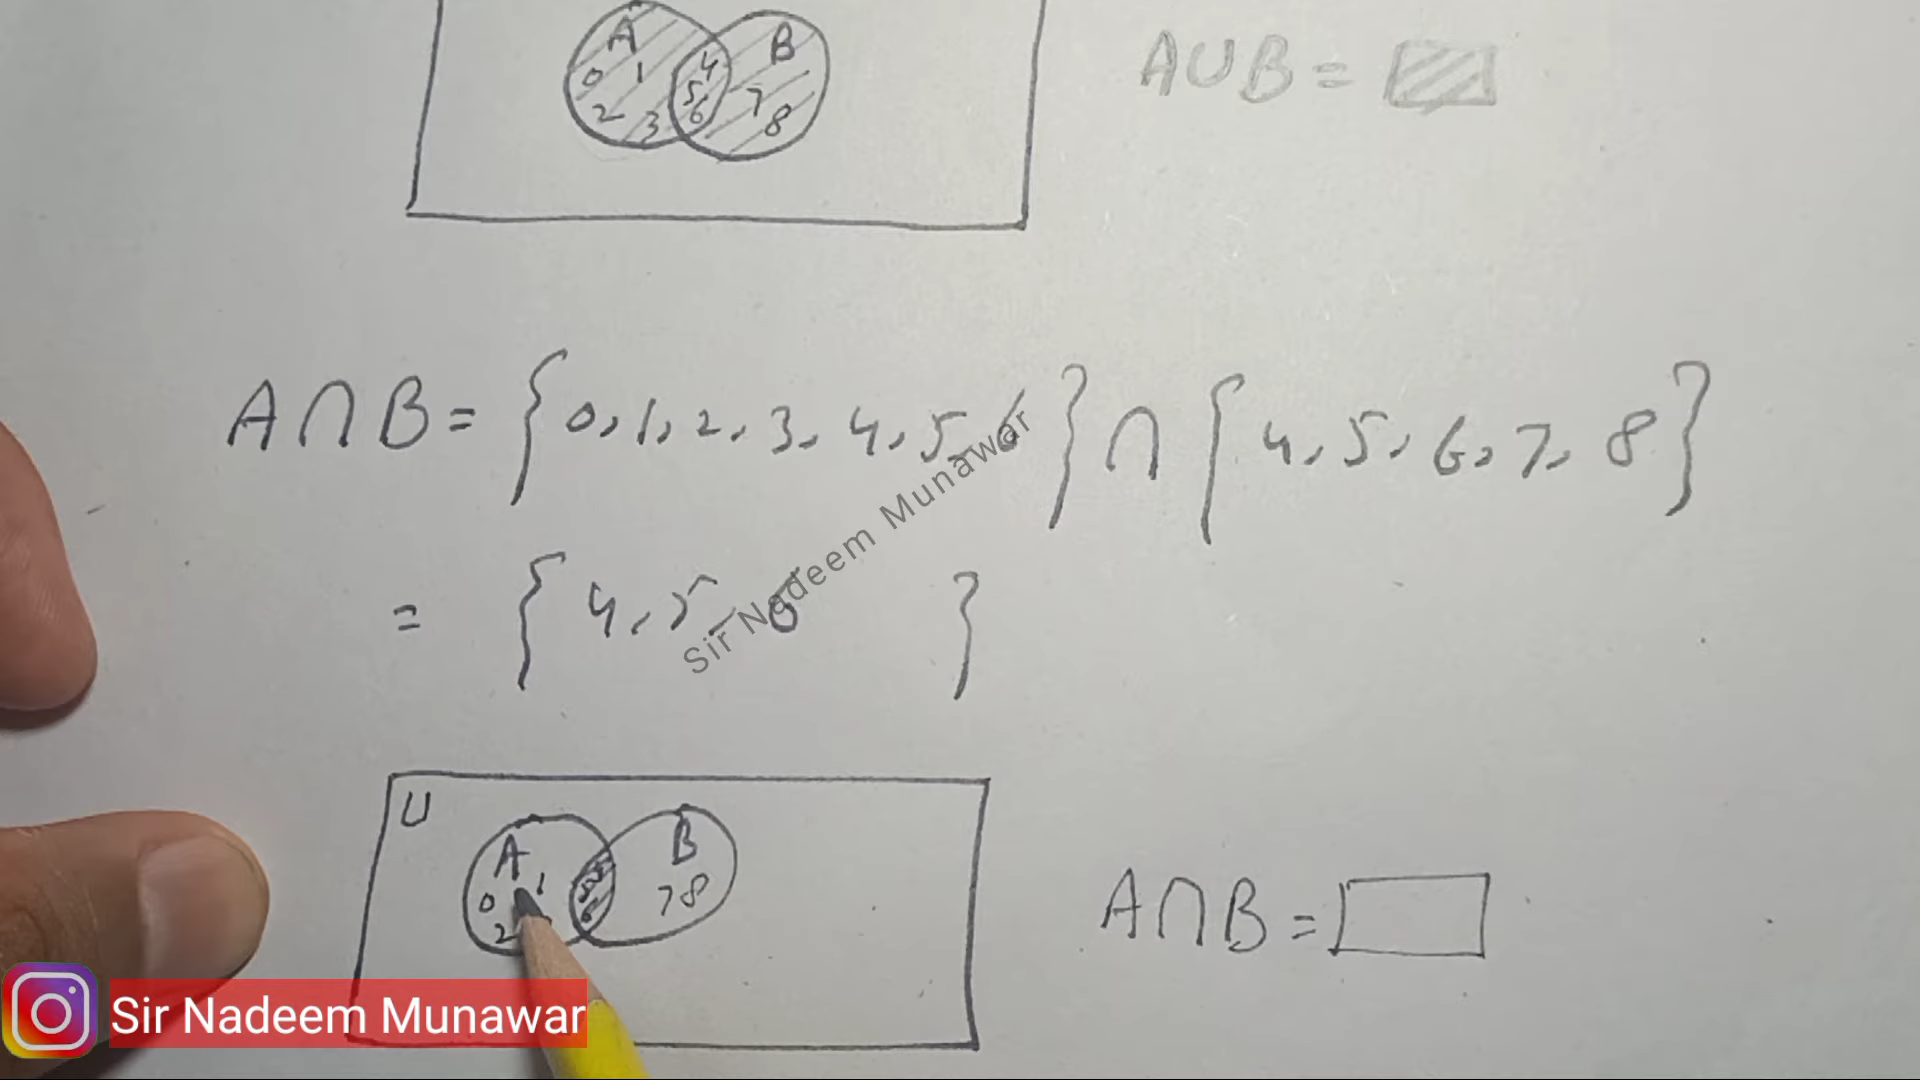 A B
0 1 4
5 7
2 3 6 8
A∪B =
A∩B = {0, 1, 2, 3, 4, 5, 6} ∩ {4, 5, 6, 7, 8}
= {4, 5, 6 }
Sir Nadeem Munawar
U
A B
0 1 7 8
2 6
A∩B =
Sir Nadeem Munawar